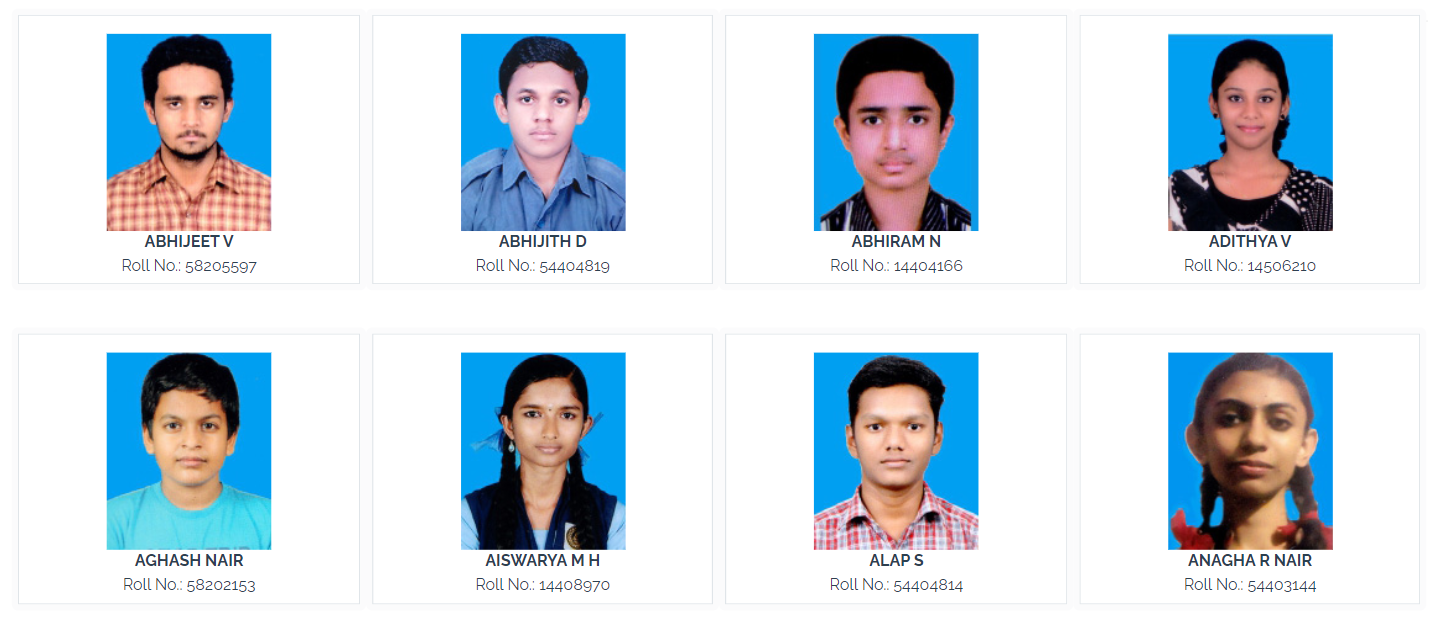 ABHIJEET V
Roll No.: 58205597
ABHIJITH D
Roll No.: 54404819
ABHIRAM N
Roll No.: 14404166
ADITHYA V
Roll No.: 14506210
AGHASH NAIR
Roll No.: 58202153
AISWARYA M H
Roll No.: 14408970
ALAP S
Roll No.: 54404814
ANAGHA R NAIR
Roll No.: 54403144